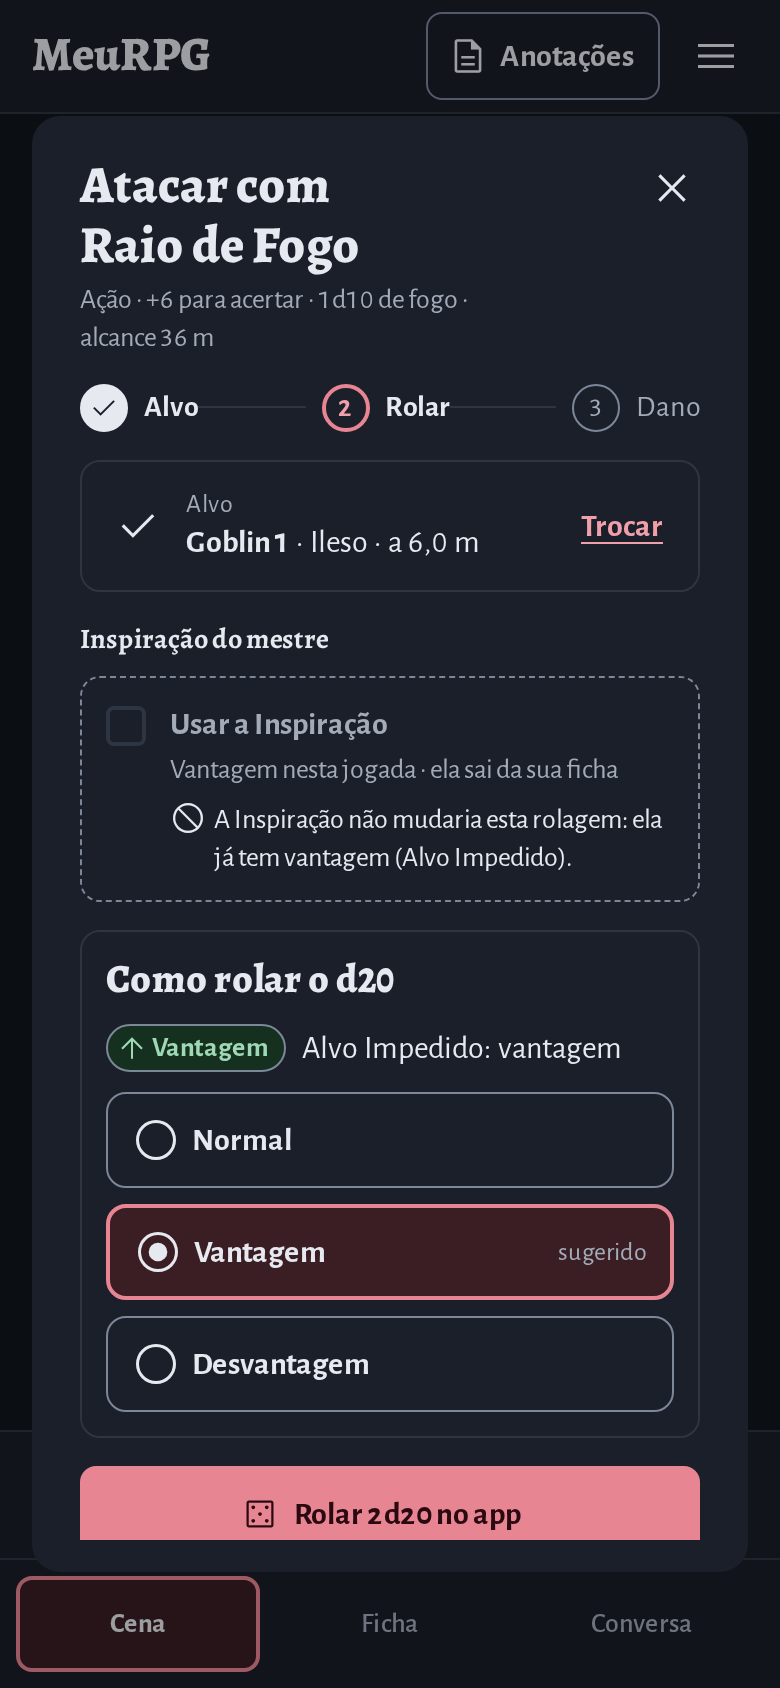 MeuRPG
Anotações
Atacar com
Raio de Fogo
Ação · +6 para acertar · 1d10 de fogo ·
alcance 36 m
Alvo
2
Rolar
3
Dano
Alvo
Goblin 1 · Ileso · a 6,0 m
Trocar
Inspiração do mestre
Usar a Inspiração
Vantagem nesta jogada · ela sai da sua ficha
A Inspiração não mudaria esta rolagem: ela
já tem vantagem (Alvo Impedido).
Como rolar o d20
Vantagem
Alvo Impedido: vantagem
Normal
Vantagem
sugerido
Desvantagem
Rolar 2d20 no app
Cena
Ficha
Conversa